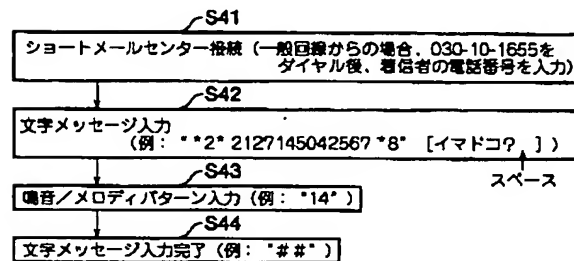 S41
ショートメールセンター接続（一般回線からの場合、030-10-1655を
ダイヤル後、着信者の電話番号を入力）
S42
文字メッセージ入力
（例： "*2* 2127145042567 *8" [イマドコ？ ]）
スペース
S43
鳴音／メロディパターン入力（例： "14"）
S44
文字メッセージ入力完了（例： "##"）